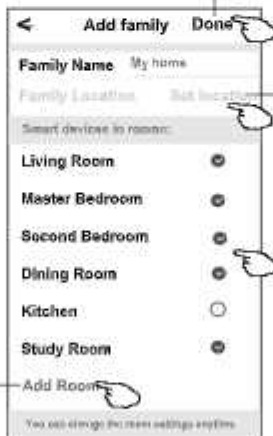 < Add family Done
Family Name My home
Family Location Set location
Smart devices in rooms:
Living Room
Master Bedroom
Second Bedroom
Dining Room
Kitchen
Study Room
Add Room
You can change the room settings anytime